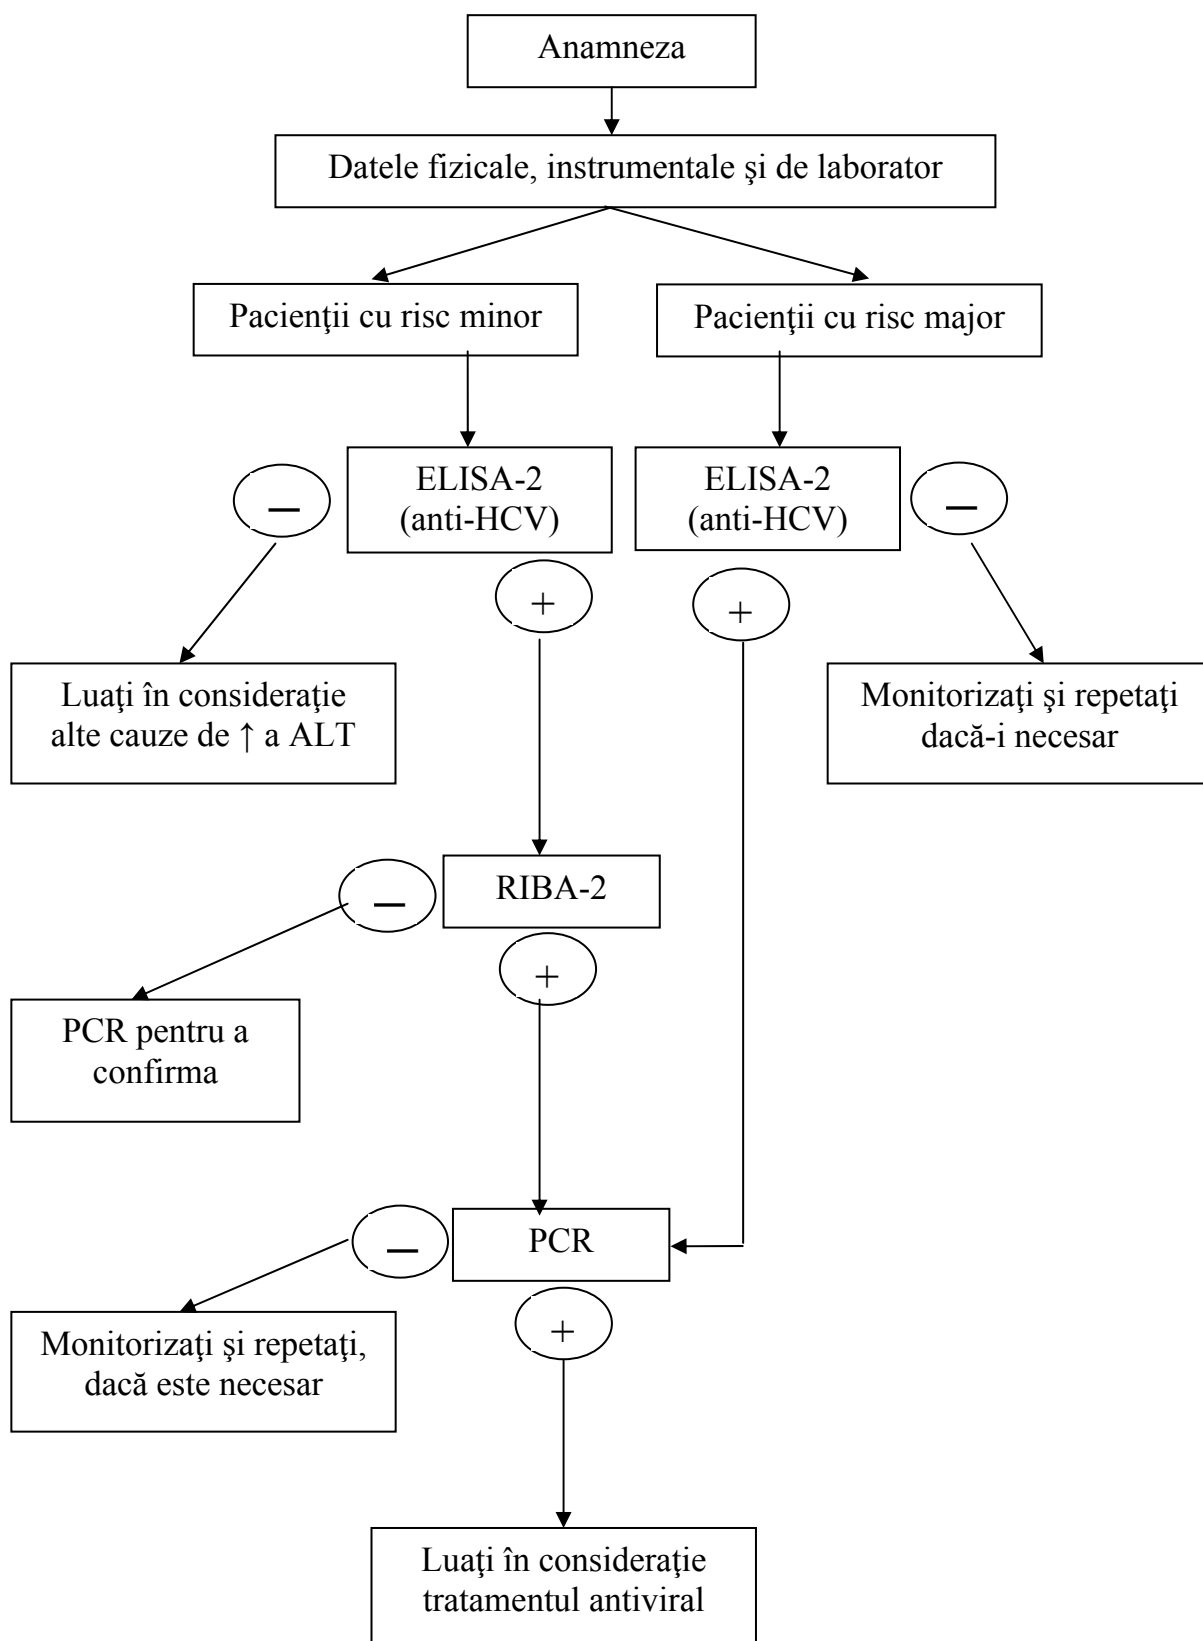 Anamneza
Datele fizicale, instrumentale şi de laborator
Pacienţii cu risc minor
Pacienţii cu risc major
ELISA-2
(anti-HCV)
ELISA-2
(anti-HCV)
–
–
+
+
Luaţi în consideraţie
alte cauze de ↑ a ALT
Monitorizaţi şi repetaţi
dacă-i necesar
–
RIBA-2
+
PCR pentru a
confirma
–
PCR
+
Monitorizaţi şi repetaţi,
dacă este necesar
Luaţi în consideraţie
tratamentul antiviral